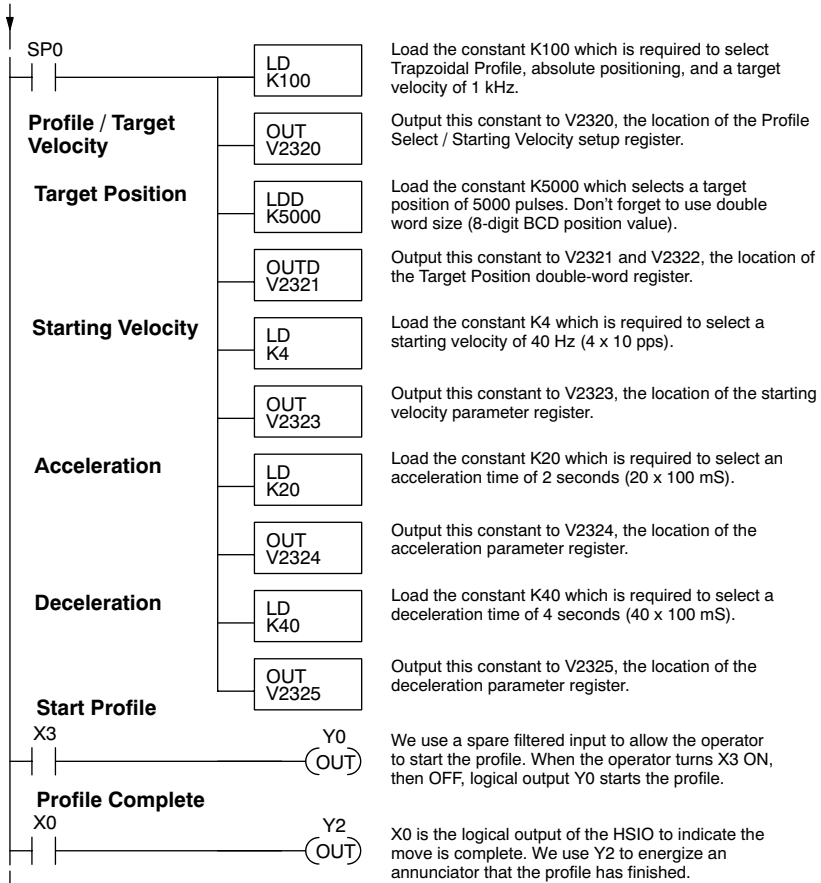 SP0
LD
K100
Load the constant K100 which is required to select
Trapzoidal Profile, absolute positioning, and a target
velocity of 1 kHz.
Profile / Target
Velocity
OUT
V2320
Output this constant to V2320, the location of the Profile
Select / Starting Velocity setup register.
Target Position
LDD
K5000
Load the constant K5000 which selects a target
position of 5000 pulses. Don't forget to use double
word size (8-digit BCD position value).
OUTD
V2321
Output this constant to V2321 and V2322, the location of
the Target Position double-word register.
Starting Velocity
LD
K4
Load the constant K4 which is required to select a
starting velocity of 40 Hz (4 x 10 pps).
OUT
V2323
Output this constant to V2323, the location of the starting
velocity parameter register.
Acceleration
LD
K20
Load the constant K20 which is required to select an
acceleration time of 2 seconds (20 x 100 mS).
OUT
V2324
Output this constant to V2324, the location of the
acceleration parameter register.
Deceleration
LD
K40
Load the constant K40 which is required to select a
deceleration time of 4 seconds (40 x 100 mS).
OUT
V2325
Output this constant to V2325, the location of the
deceleration parameter register.
Start Profile
X3
Y0
OUT
We use a spare filtered input to allow the operator
to start the profile. When the operator turns X3 ON,
then OFF, logical output Y0 starts the profile.
Profile Complete
X0
Y2
OUT
X0 is the logical output of the HSIO to indicate the
move is complete. We use Y2 to energize an
annunciator that the profile has finished.